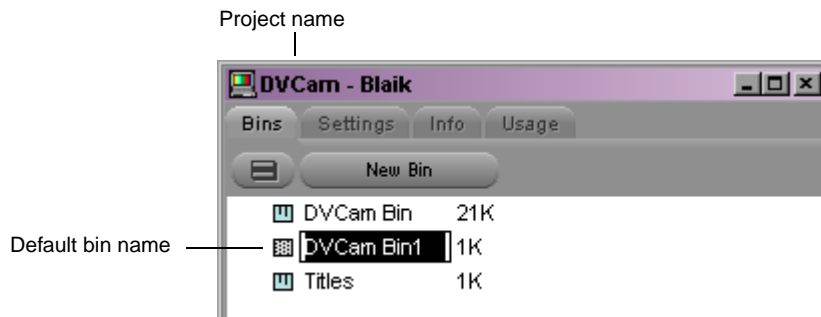 Project name
DVCam - Blaik
Bins Settings Info Usage
New Bin
DVCam Bin 21K
Default bin name DVCam Bin1 1K
Titles 1K